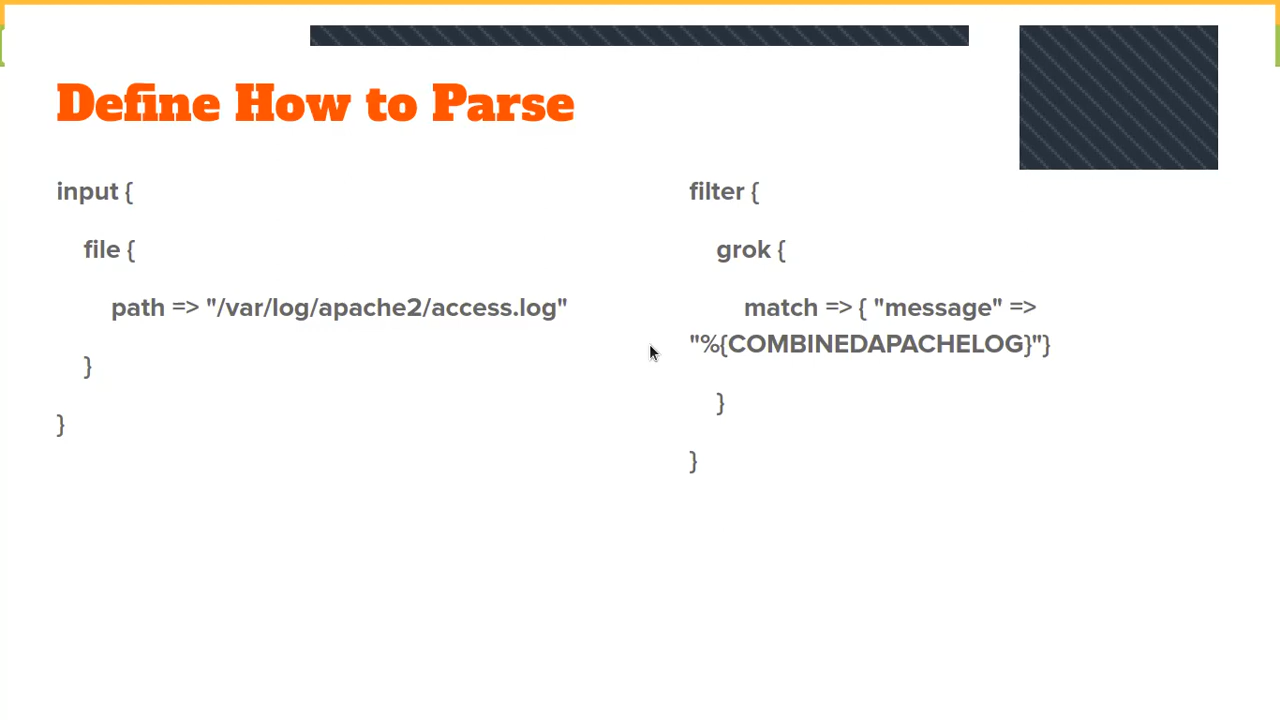 Define How to Parse
input {
file {
path => "/var/log/apache2/access.log"
}
}
filter {
grok {
match => { "message" =>
"%{COMBINEDAPACHELOG}"}
}
}